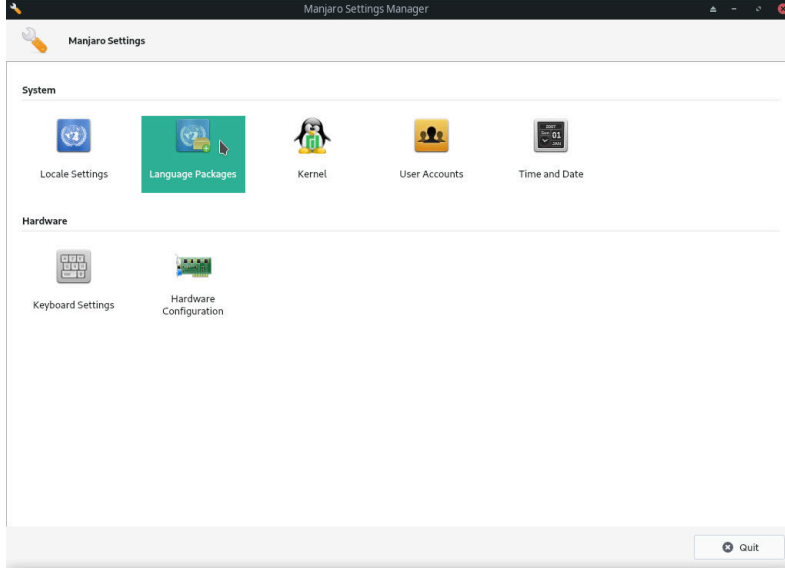 Manjaro Settings Manager
Manjaro Settings
System
Locale Settings
Language Packages
Kernel
User Accounts
Time and Date
Hardware
Keyboard Settings
Hardware
Configuration
Quit